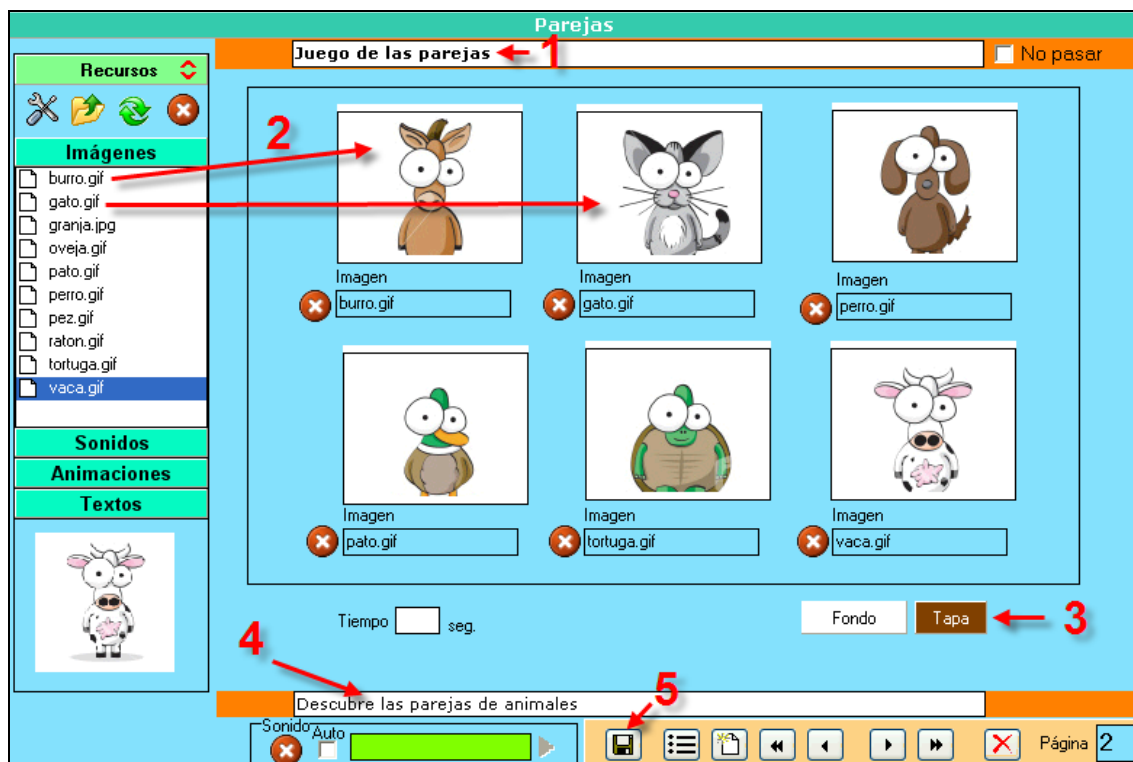 Parejas
Juego de las parejas
1
No pasar
Recursos
Imágenes
burro.gif
gato.gif
granja.jpg
oveja.gif
pato.gif
perro.gif
pez.gif
raton.gif
tortuga.gif
vaca.gif
Sonidos
Animaciones
Textos
2
Imagen
burro.gif
Imagen
gato.gif
Imagen
perro.gif
Imagen
pato.gif
Imagen
tortuga.gif
Imagen
vaca.gif
Tiempo seg.
Fondo
Tapa
3
4
Descubre las parejas de animales
5
Sonido
Auto
Página 2